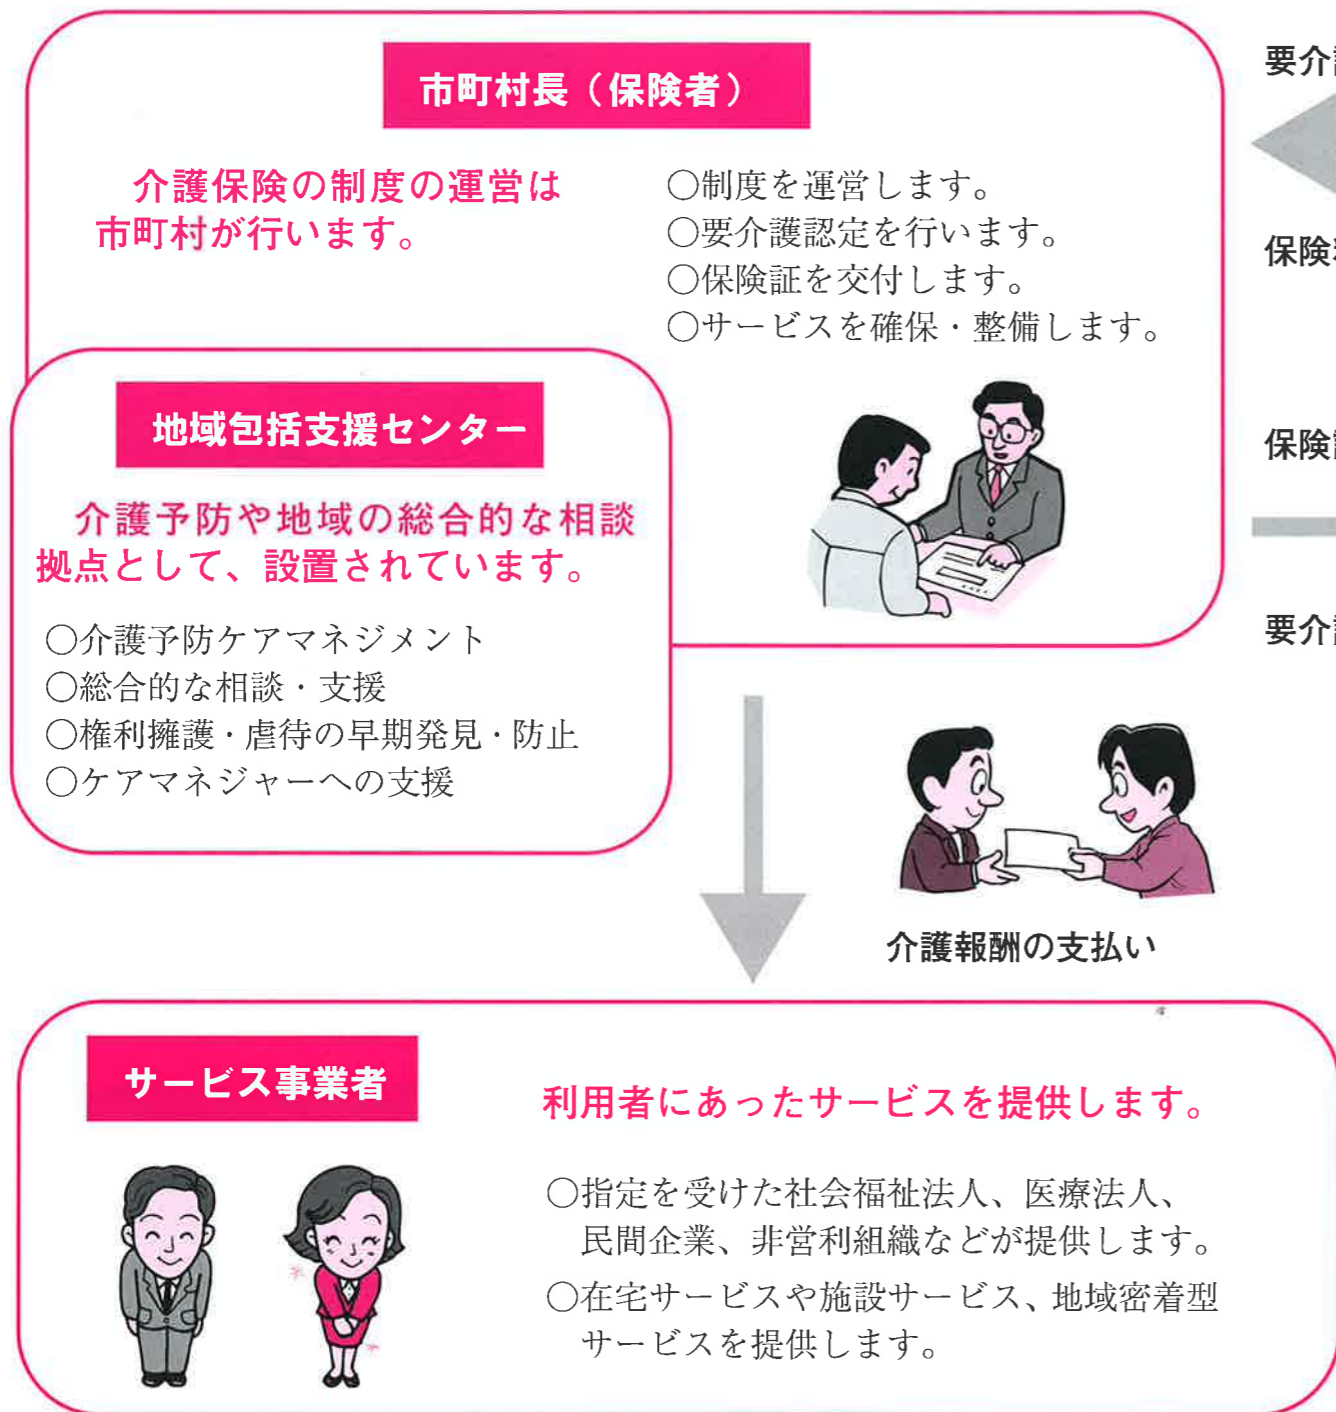 市町村長（保険者）
介護保険の制度の運営は
市町村が行います。
○制度を運営します。
○要介護認定を行います。
○保険証を交付します。
○サービスを確保・整備します。
地域包括支援センター
介護予防や地域の総合的な相談
拠点として、設置されています。
○介護予防ケアマネジメント
○総合的な相談・支援
○権利擁護・虐待の早期発見・防止
○ケアマネジャーへの支援
要介
保険
保険
要介
介護報酬の支払い
サービス事業者
利用者にあったサービスを提供します。
○指定を受けた社会福祉法人、医療法人、
民間企業、非営利組織などが提供します。
○在宅サービスや施設サービス、地域密着型
サービスを提供します。